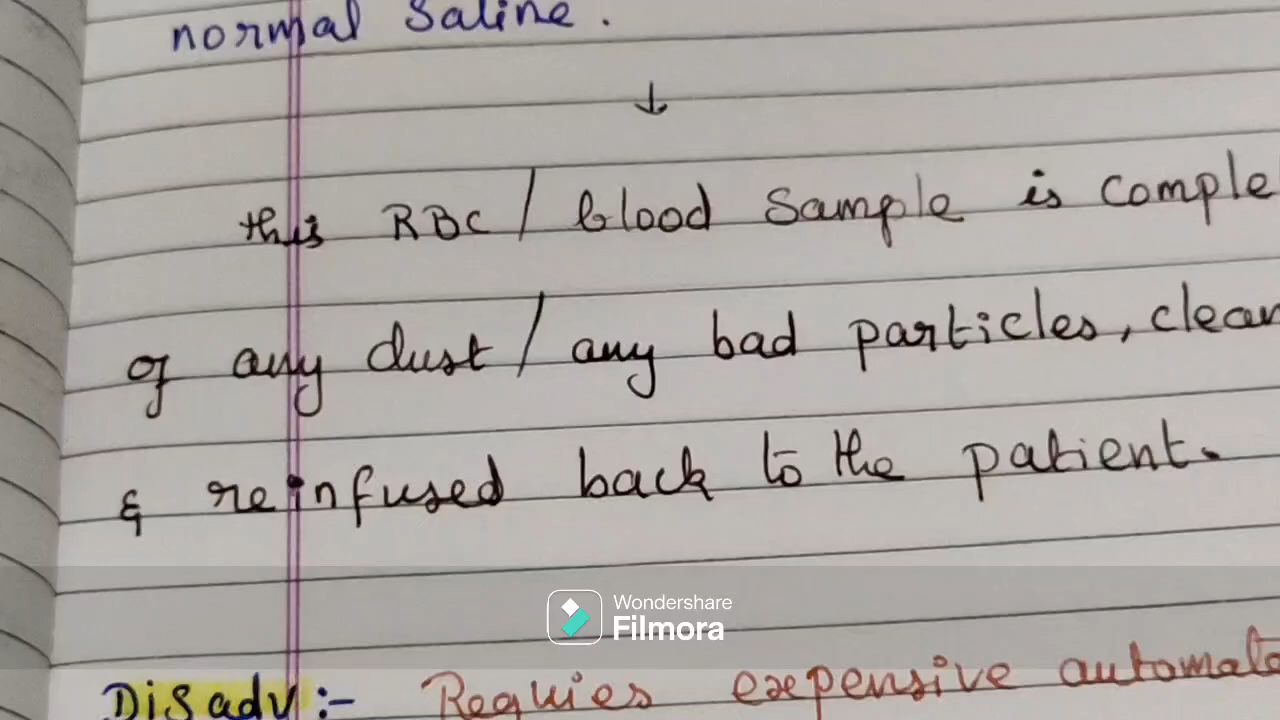 normal saline.
↓
this RBC / blood sample is comple
of any dust / any bad particles, clean
& reinfused back to the patient.
Wondershare
Filmora
Disadv :- Requies expensive automat